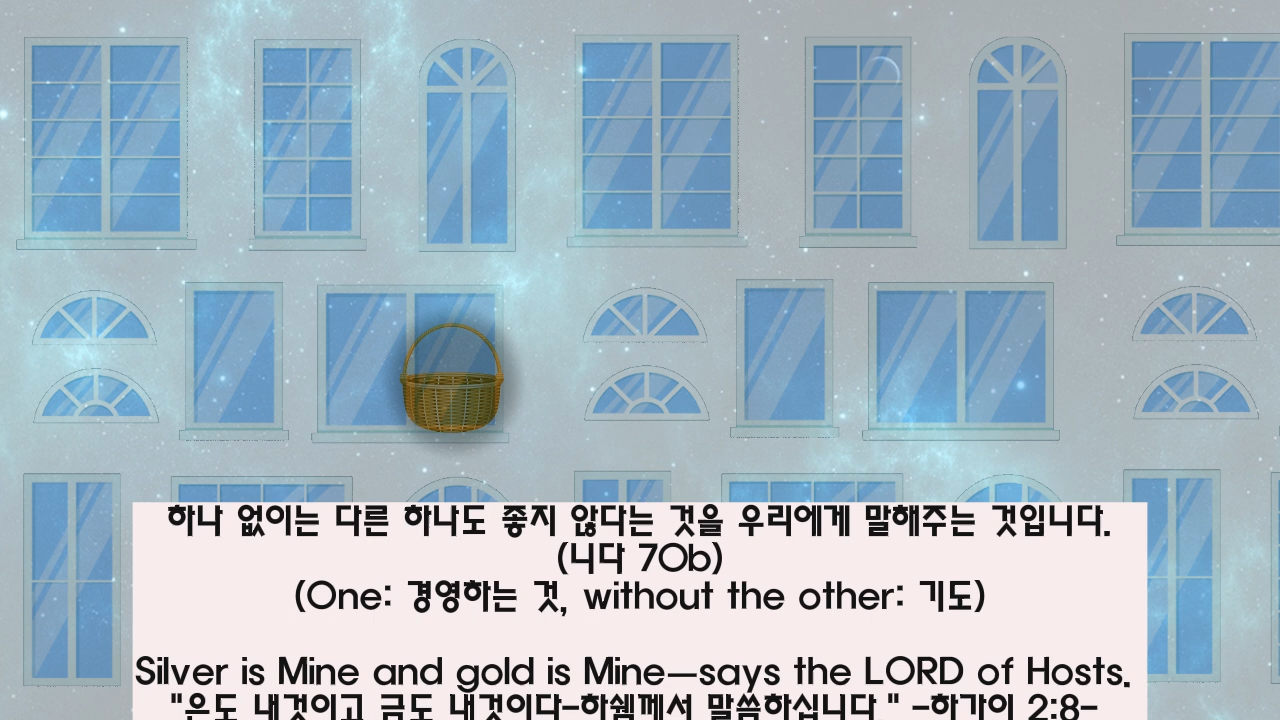 하나 없이는 다른 하나도 좋지 않다는 것을 우리에게 말해주는 것입니다.
(니다 70b)
(One: 경영하는 것, without the other: 기도)
Silver is Mine and gold is Mine—says the LORD of Hosts.
"은도 내것이고 금도 내것이다-하쉠께서 말씀하십니다." -하가이 2:8-